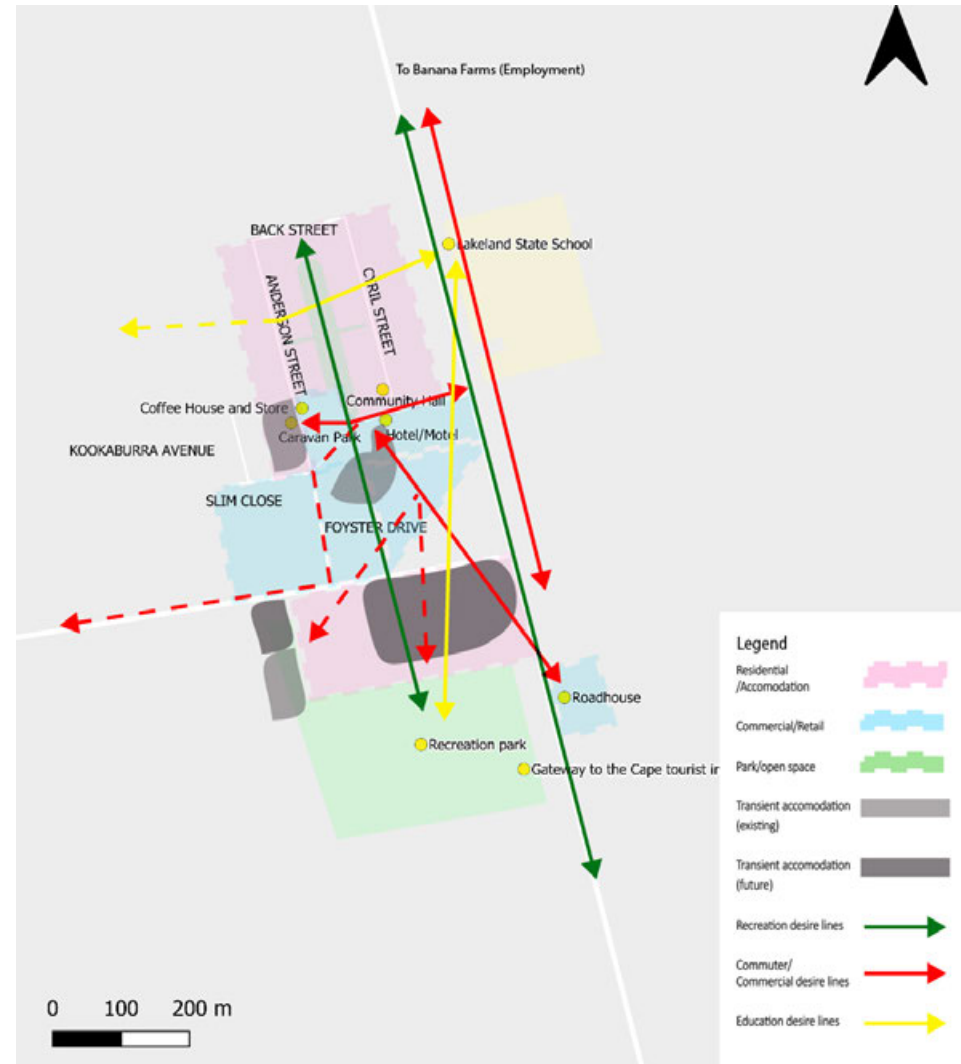 To Banana Farms (Employment)
BACK STREET
Lakeland State School
ANDERSON STREET
CYRIL STREET
Coffee House and Store
Community Hall
Caravan Park
Hotel/Motel
KOOKABURRA AVENUE
SLIM CLOSE
FOYSTER DRIVE
Roadhouse
Recreation park
Gateway to the Cape tourist ir
Legend
Residential
/Accomodation
Commercial/Retail
Park/open space
Transient accomodation
(existing)
Transient accomodation
(future)
Recreation desire lines
Commuter/
Commercial desire lines
Education desire lines
0 100 200 m